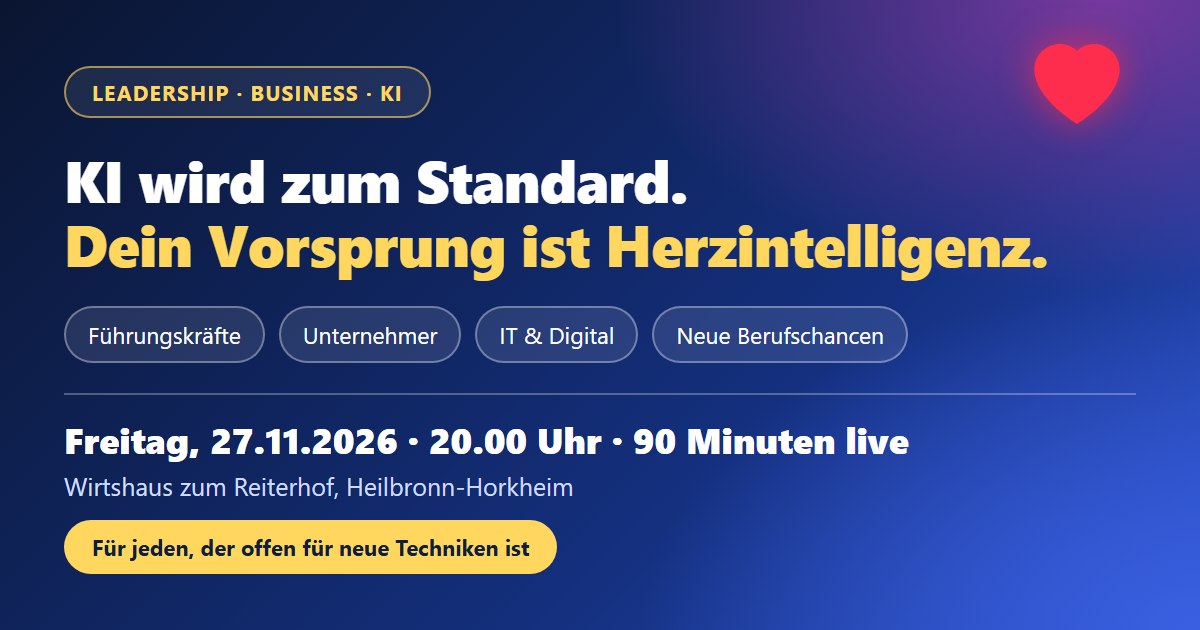 LEADERSHIP · BUSINESS · KI
KI wird zum Standard.
Dein Vorsprung ist Herzintelligenz.
Führungskräfte
Unternehmer
IT & Digital
Neue Berufschancen
Freitag, 27.11.2026 · 20.00 Uhr · 90 Minuten live
Wirtshaus zum Reiterhof, Heilbronn-Horkheim
Für jeden, der offen für neue Techniken ist